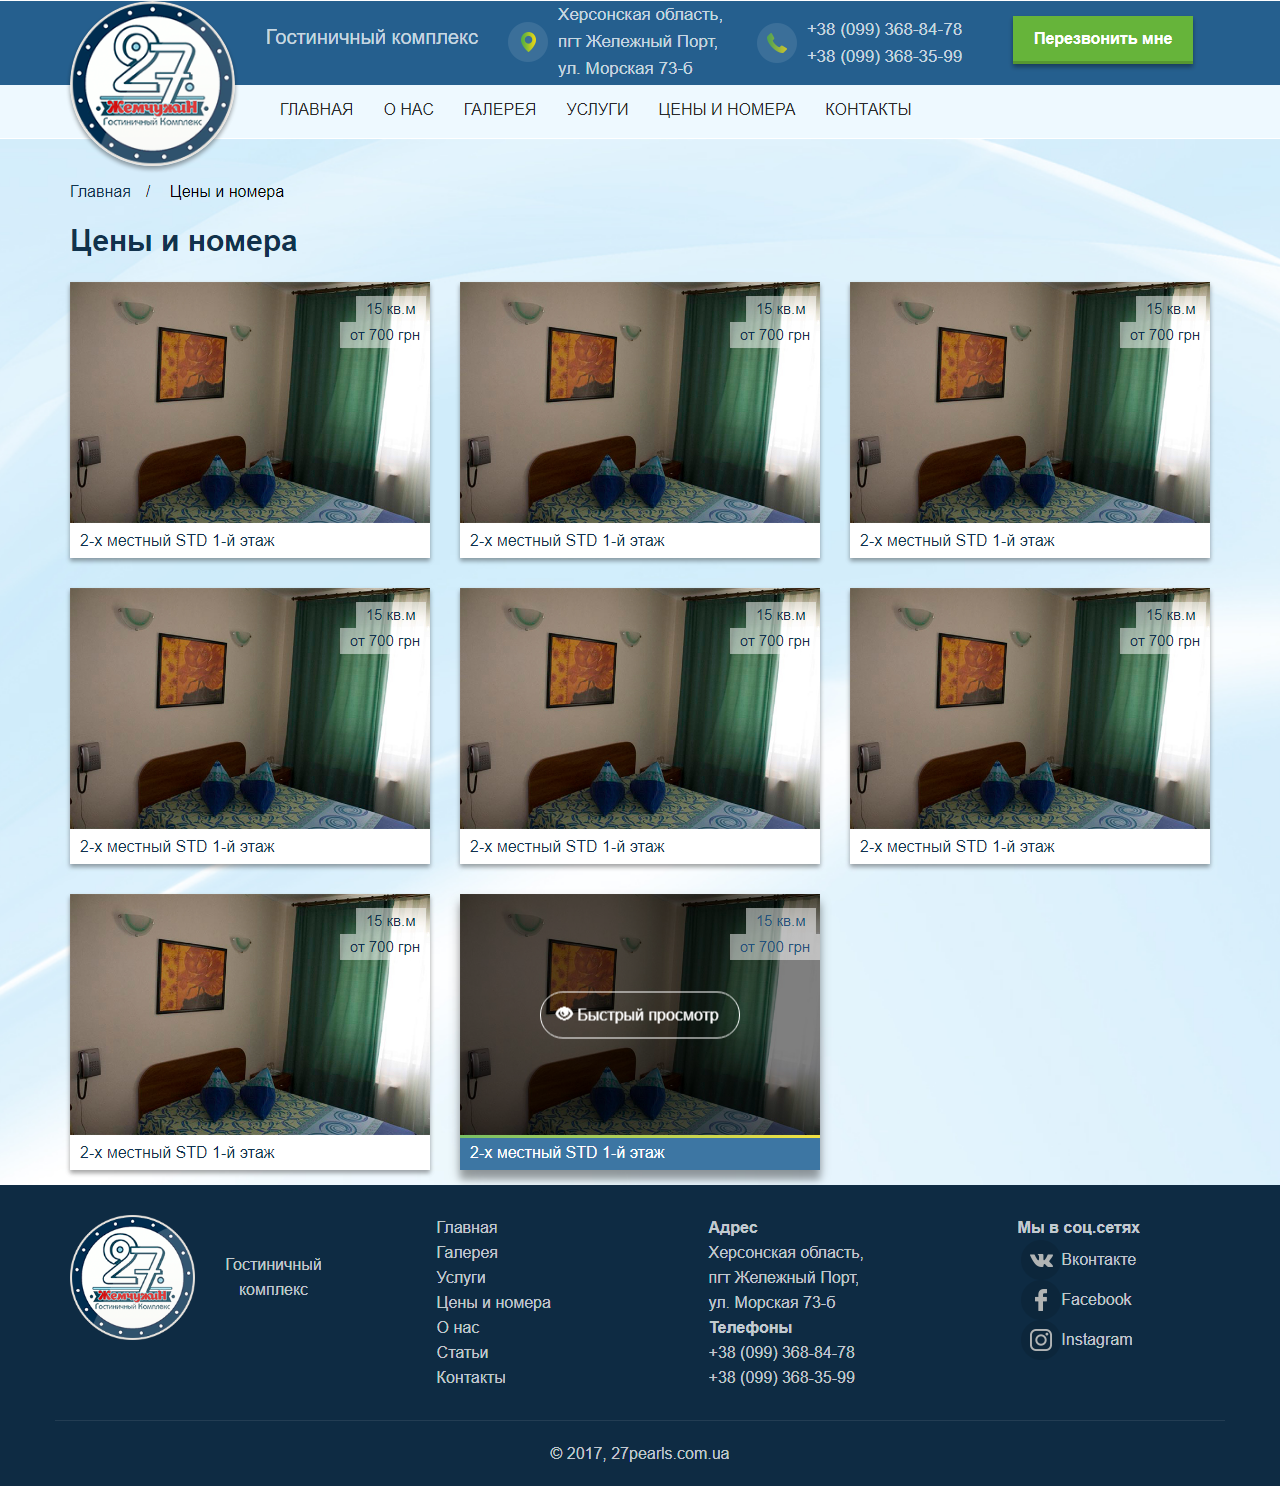 27
ЖемчужиН
Гостиничный Комплекс
Гостиничный комплекс
Херсонская область,
пгт Желeжный Порт,
ул. Морская 73-б
+38 (099) 368-84-78
+38 (099) 368-35-99
Перезвонить мне
ГЛАВНАЯ О НАС ГАЛЕРЕЯ УСЛУГИ ЦЕНЫ И НОМЕРА КОНТАКТЫ
Главная / Цены и номера
Цены и номера
15 кв.м
от 700 грн
2-х местный STD 1-й этаж
15 кв.м
от 700 грн
2-х местный STD 1-й этаж
15 кв.м
от 700 грн
2-х местный STD 1-й этаж
15 кв.м
от 700 грн
2-х местный STD 1-й этаж
15 кв.м
от 700 грн
2-х местный STD 1-й этаж
15 кв.м
от 700 грн
2-х местный STD 1-й этаж
15 кв.м
от 700 грн
2-х местный STD 1-й этаж
15 кв.м
от 700 грн
Быстрый просмотр
2-х местный STD 1-й этаж
27
ЖемчужиН
Гостиничный Комплекс
Гостиничный
комплекс
Главная
Галерея
Услуги
Цены и номера
О нас
Статьи
Контакты
Адрес
Херсонская область,
пгт Желeжный Порт,
ул. Морская 73-б
Телефоны
+38 (099) 368-84-78
+38 (099) 368-35-99
Мы в соц.сетях
Вконтакте
Facebook
Instagram
© 2017, 27pearls.com.ua